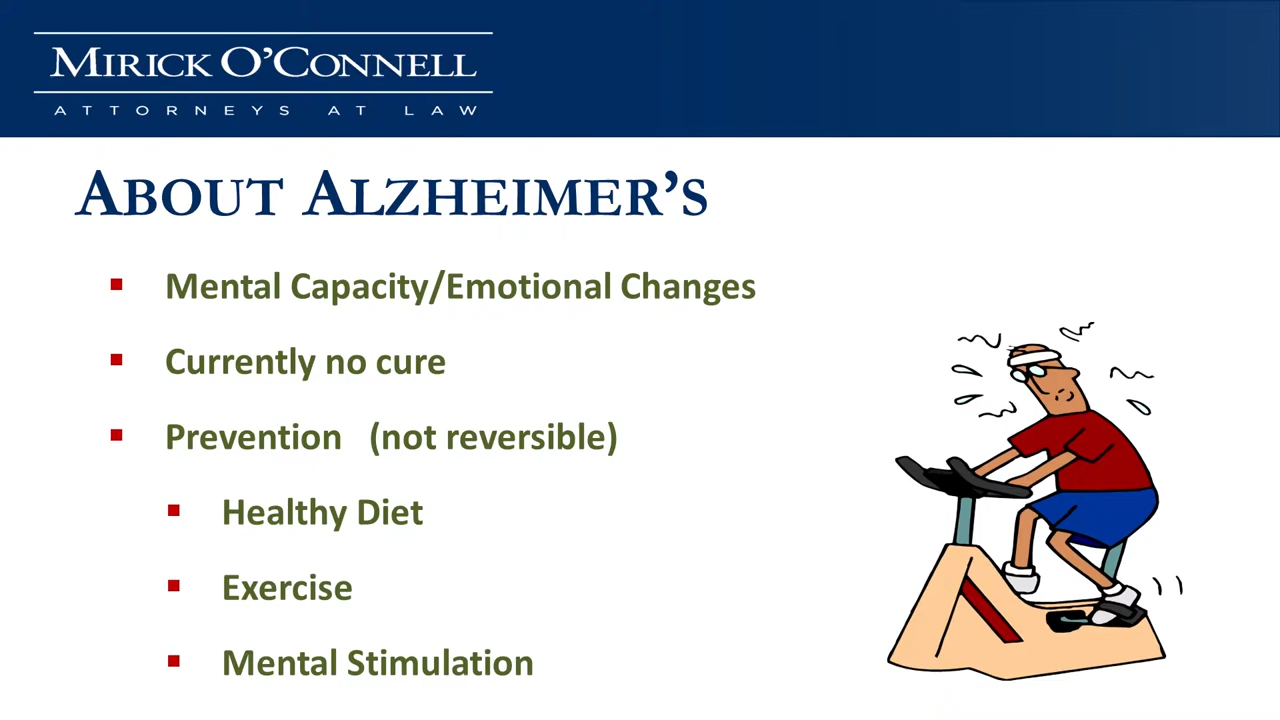 MIRICK O'CONNELL
ATTORNEYS AT LAW
ABOUT ALZHEIMER'S
Mental Capacity/Emotional Changes
Currently no cure
Prevention (not reversible)
Healthy Diet
Exercise
Mental Stimulation